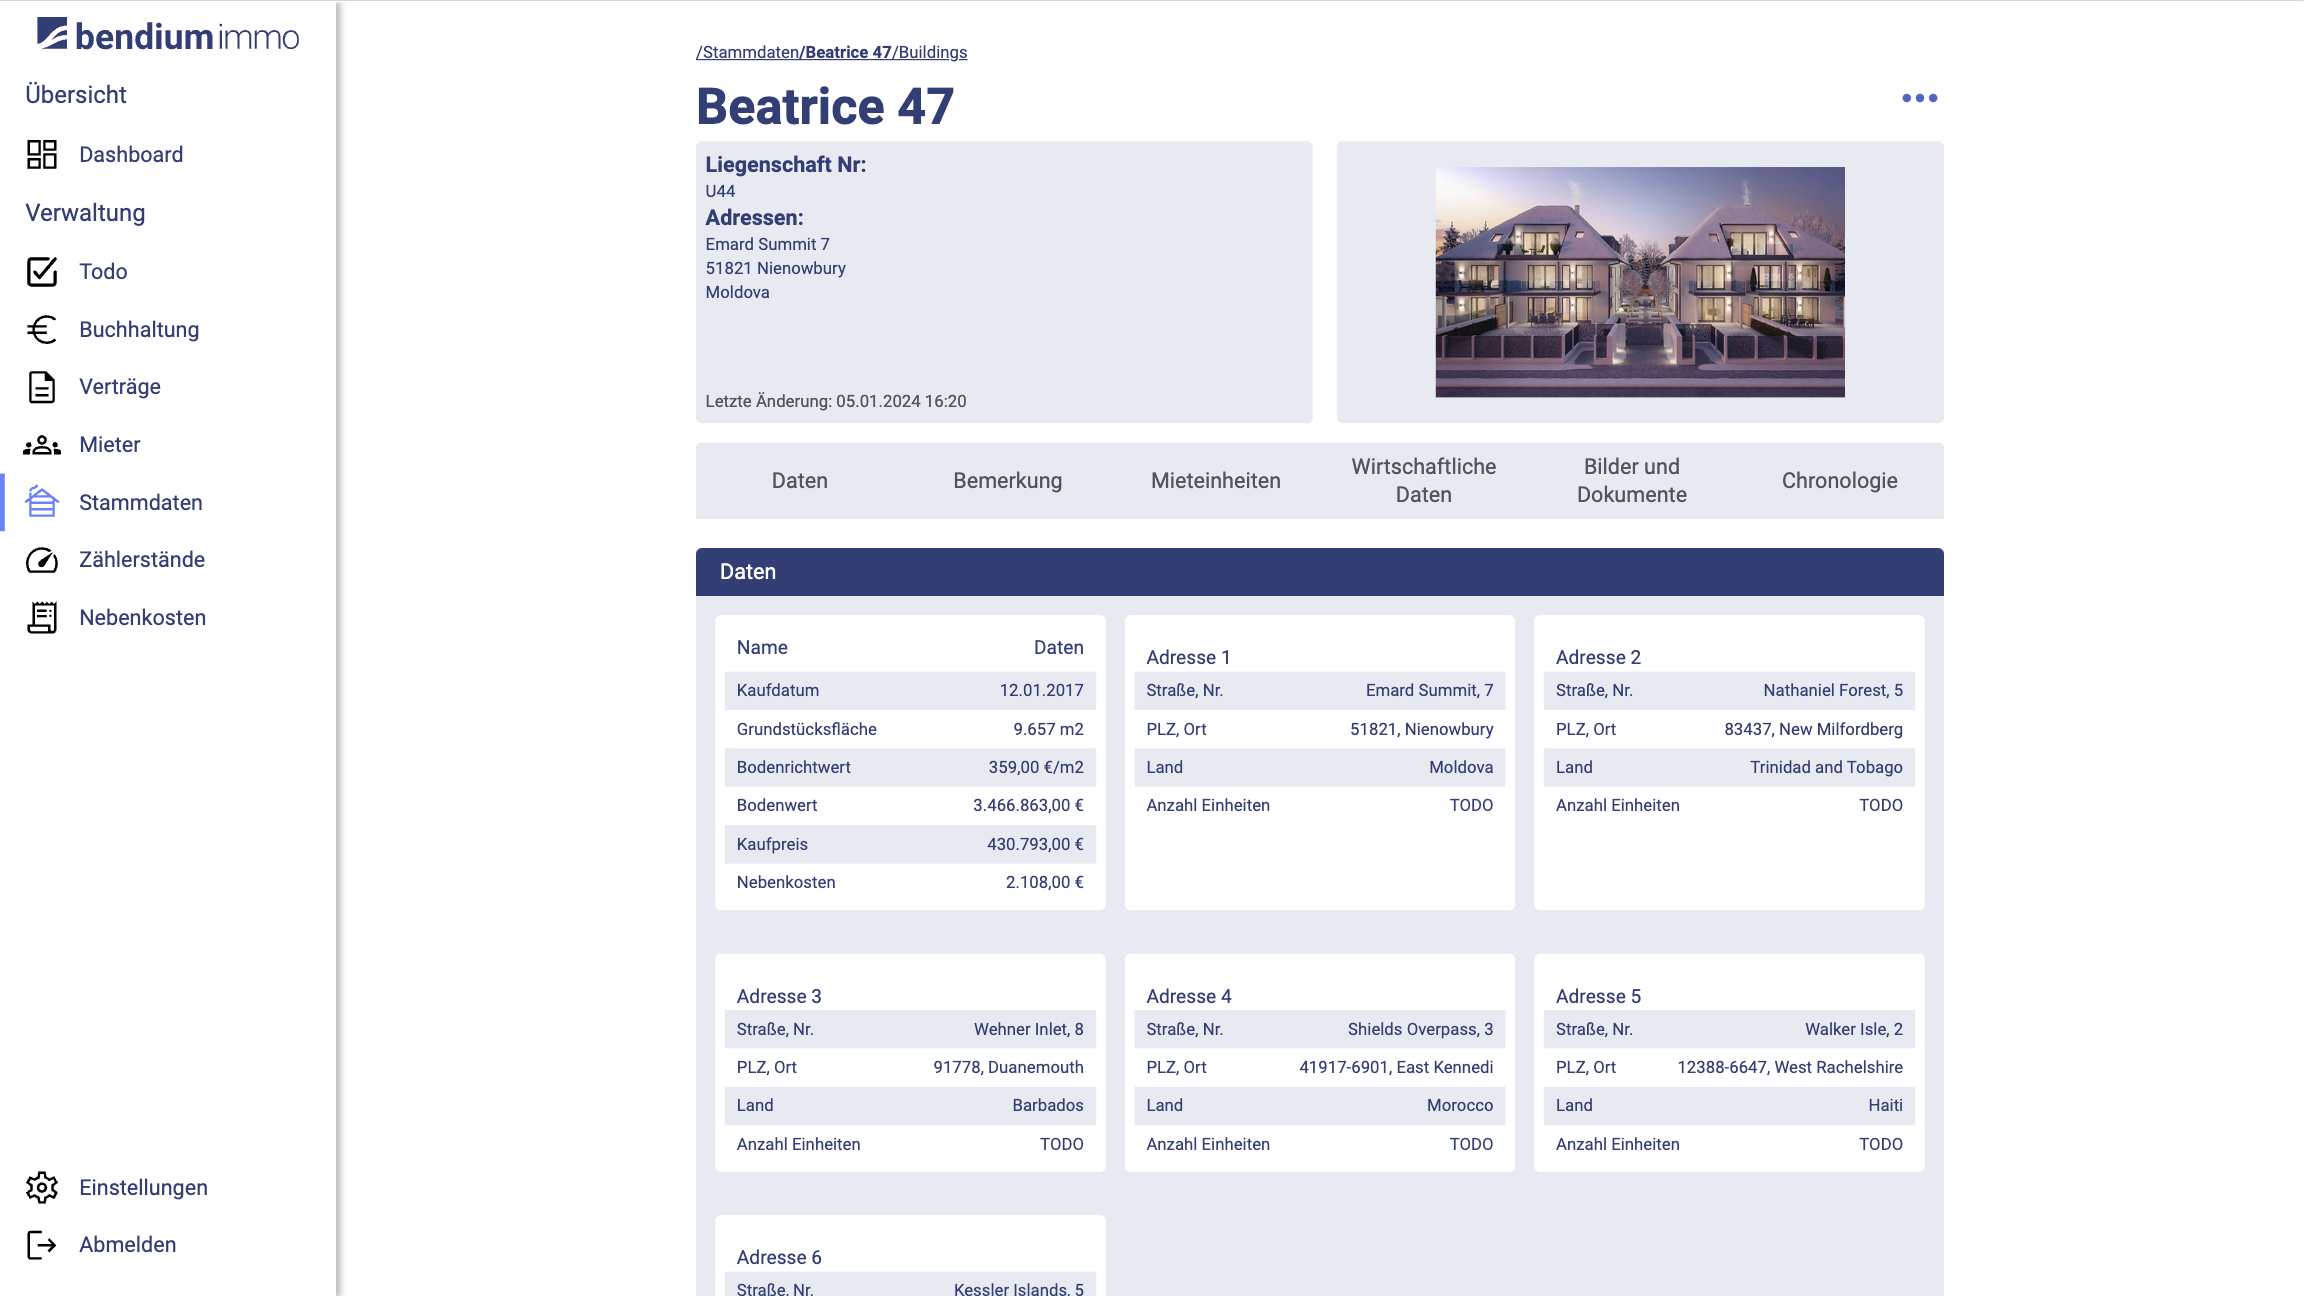 bendium immo
Übersicht
Dashboard
Verwaltung
Todo
Buchhaltung
Verträge
Mieter
Stammdaten
Zählerstände
Nebenkosten
Einstellungen
Abmelden
/Stammdaten/Beatrice 47/Buildings
Beatrice 47
Liegenschaft Nr:
U44
Adressen:
Emard Summit 7
51821 Nienowbury
Moldova
Letzte Änderung: 05.01.2024 16:20
Daten
Bemerkung
Mieteinheiten
Wirtschaftliche
Daten
Bilder und
Dokumente
Chronologie
Daten
Name Daten
Kaufdatum 12.01.2017
Grundstücksfläche 9.657 m2
Bodenrichtwert 359,00 €/m2
Bodenwert 3.466.863,00 €
Kaufpreis 430.793,00 €
Nebenkosten 2.108,00 €
Adresse 1
Straße, Nr. Emard Summit, 7
PLZ, Ort 51821, Nienowbury
Land Moldova
Anzahl Einheiten TODO
Adresse 2
Straße, Nr. Nathaniel Forest, 5
PLZ, Ort 83437, New Milfordberg
Land Trinidad and Tobago
Anzahl Einheiten TODO
Adresse 3
Straße, Nr. Wehner Inlet, 8
PLZ, Ort 91778, Duanemouth
Land Barbados
Anzahl Einheiten TODO
Adresse 4
Straße, Nr. Shields Overpass, 3
PLZ, Ort 41917-6901, East Kennedi
Land Morocco
Anzahl Einheiten TODO
Adresse 5
Straße, Nr. Walker Isle, 2
PLZ, Ort 12388-6647, West Rachelshire
Land Haiti
Anzahl Einheiten TODO
Adresse 6
Straße, Nr. Kessler Islands, 5